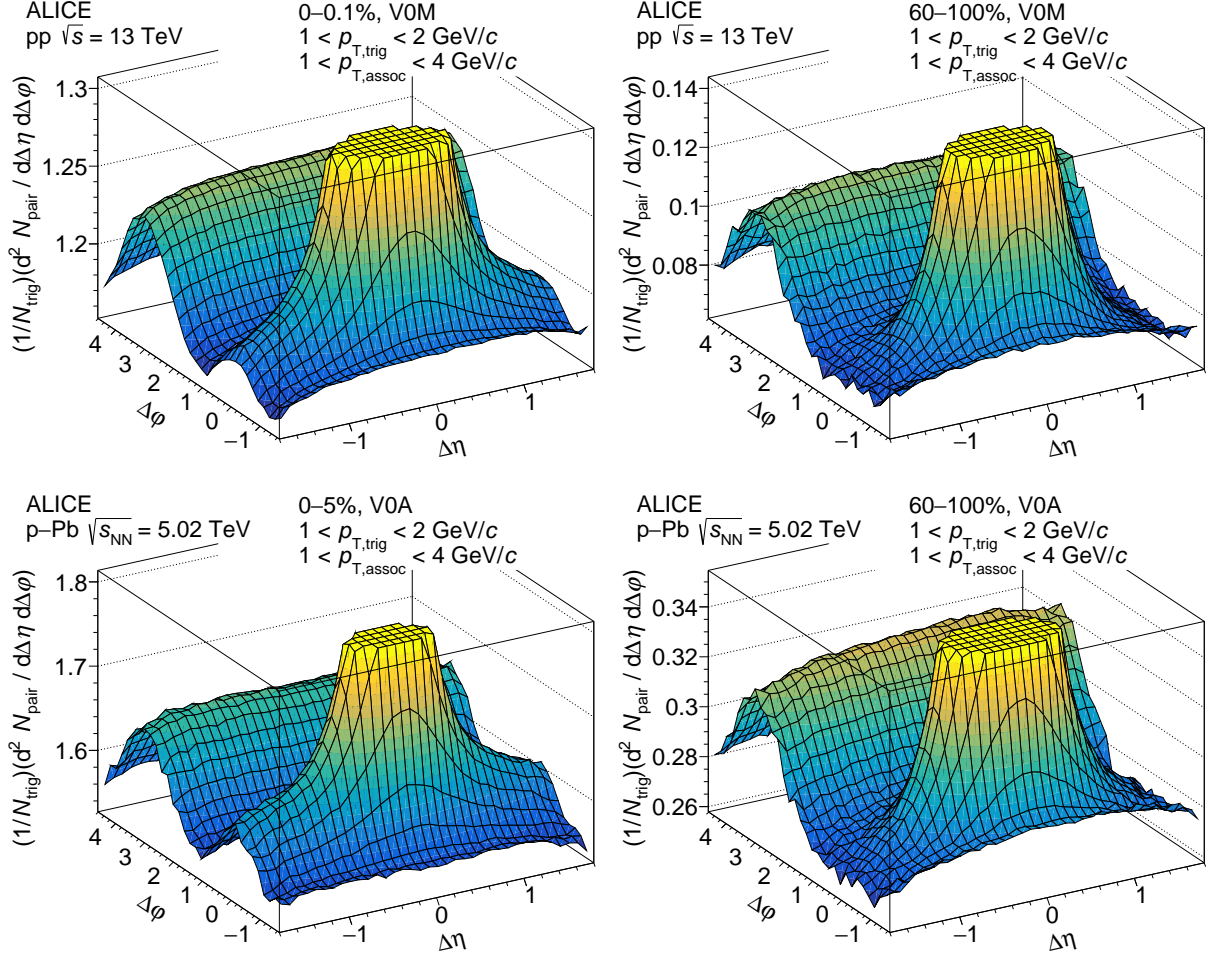 ALICE
pp √s = 13 TeV
0–0.1%, V0M
1 < p_T,trig < 2 GeV/c
1 < p_T,assoc < 4 GeV/c
(1/N_trig)(d² N_pair / dΔη dΔφ)
1.3
1.25
1.2
4
3
2
1
0
−1
Δφ
−1
0
1
Δη
ALICE
pp √s = 13 TeV
60–100%, V0M
1 < p_T,trig < 2 GeV/c
1 < p_T,assoc < 4 GeV/c
(1/N_trig)(d² N_pair / dΔη dΔφ)
0.14
0.12
0.1
0.08
4
3
2
1
0
−1
Δφ
−1
0
1
Δη
ALICE
p–Pb √s_NN = 5.02 TeV
0–5%, V0A
1 < p_T,trig < 2 GeV/c
1 < p_T,assoc < 4 GeV/c
(1/N_trig)(d² N_pair / dΔη dΔφ)
1.8
1.7
1.6
4
3
2
1
0
−1
Δφ
−1
0
1
Δη
ALICE
p–Pb √s_NN = 5.02 TeV
60–100%, V0A
1 < p_T,trig < 2 GeV/c
1 < p_T,assoc < 4 GeV/c
(1/N_trig)(d² N_pair / dΔη dΔφ)
0.34
0.32
0.3
0.28
0.26
4
3
2
1
0
−1
Δφ
−1
0
1
Δη